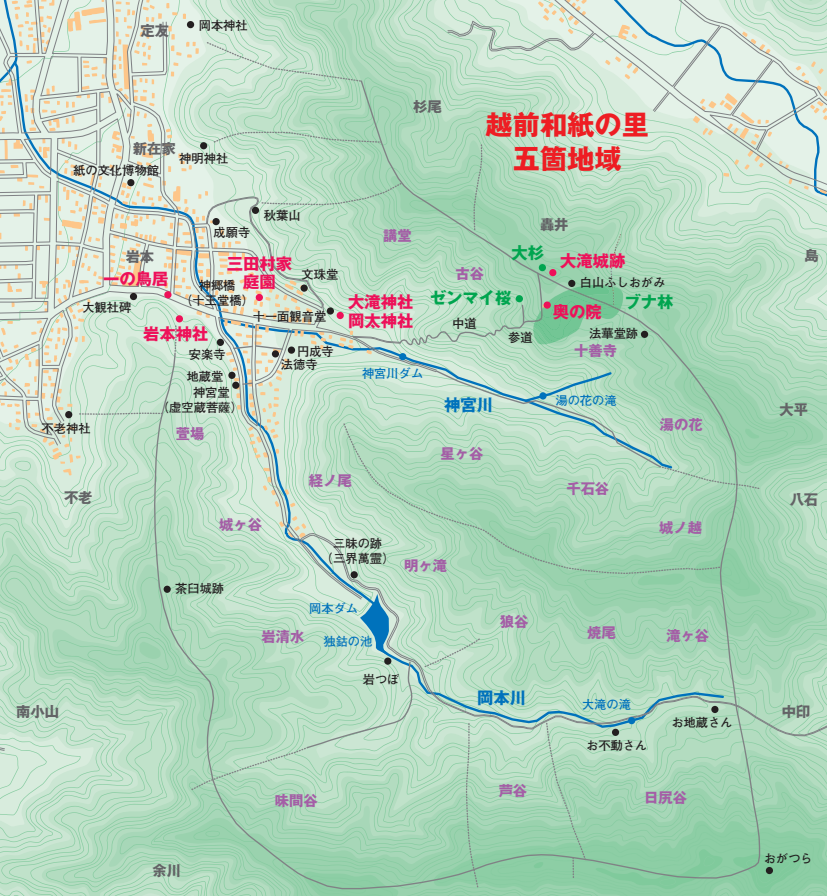 定友
岡本神社
越前和紙の里
五箇地域
杉尾
新在家
神明神社
紙の文化博物館
秋葉山
成願寺
講堂
轟井
島
岩本
一の鳥居
三田村家
庭園
文珠堂
古谷
大杉
大滝城跡
白山ふしおがみ
神郷橋
(十王堂橋)
大観社碑
大滝神社
岡太神社
十一面観音堂
ゼンマイ桜
ブナ林
奥の院
岩本神社
中道
参道
法華堂跡
十善寺
安楽寺
円成寺
法徳寺
地蔵堂
神宮堂
(虚空蔵菩薩)
神宮川ダム
神宮川
湯の花の滝
大平
湯の花
不老神社
萱場
星ヶ谷
経ノ尾
千石谷
八石
不老
城ヶ谷
城ノ越
三昧の跡
(三界萬霊)
明ヶ滝
茶臼城跡
岡本ダム
独鈷の池
岩清水
狼谷
焼尾
滝ヶ谷
岩つぼ
岡本川
大滝の滝
南小山
お地蔵さん
中印
お不動さん
味間谷
芦谷
日尻谷
余川
おがつら